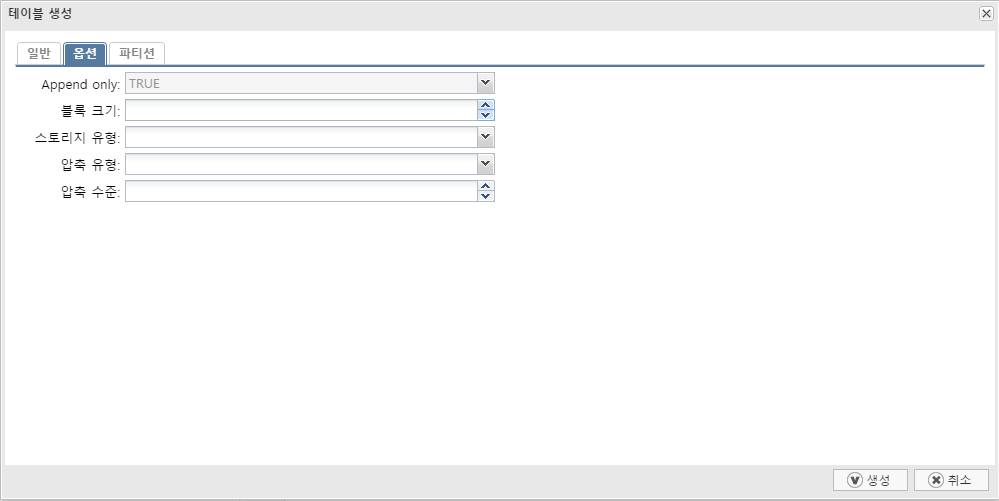 테이블 생성
일반 옵션 파티션
Append only: TRUE
블록 크기:
스토리지 유형:
압축 유형:
압축 수준:
생성 취소